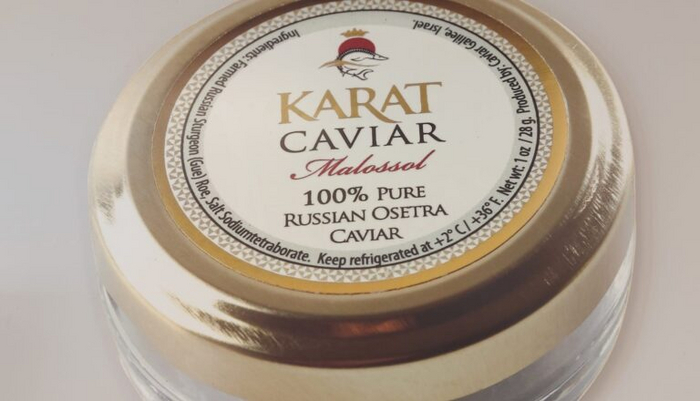 KARAT
CAVIAR
Malossol
100% PURE
RUSSIAN OSETRA
CAVIAR
Ingredients: Farmed Russian Sturgeon (Gue) Roe, Salt Sodiumtetraborate. Keep refrigerated at +2° C / +36° F. Net wt: 1 oz / 28 g. Produced by: Caviar Galilee, Israel.